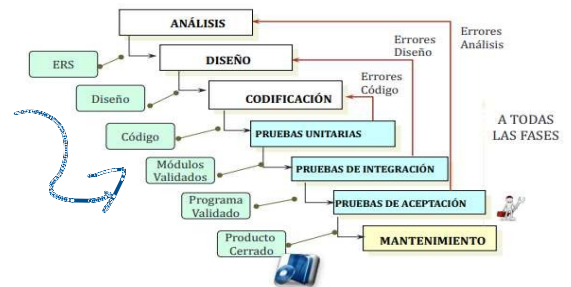 ANÁLISIS
Errores
Diseño
Errores
Análisis
ERS
DISEÑO
Errores
Código
Diseño
CODIFICACIÓN
Código
PRUEBAS UNITARIAS
A TODAS
LAS FASES
Módulos
Validados
PRUEBAS DE INTEGRACIÓN
Programa
Validado
PRUEBAS DE ACEPTACIÓN
Producto
Cerrado
MANTENIMIENTO